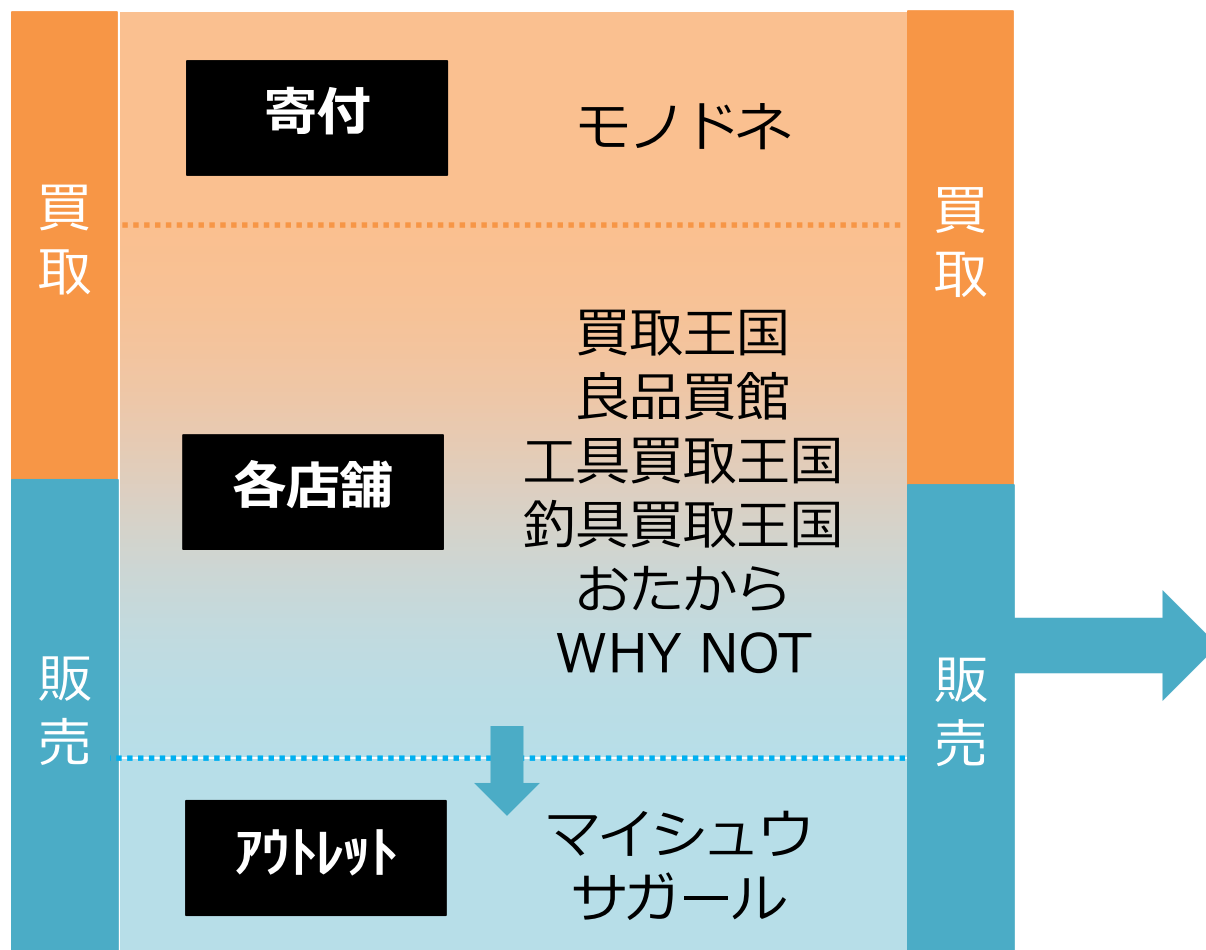 買取
寄付
モノドネ
買取
各店舗
買取王国
良品買館
工具買取王国
釣具買取王国
おたから
WHY NOT
販売
販売
アウトレット
マイシュウ
サガール